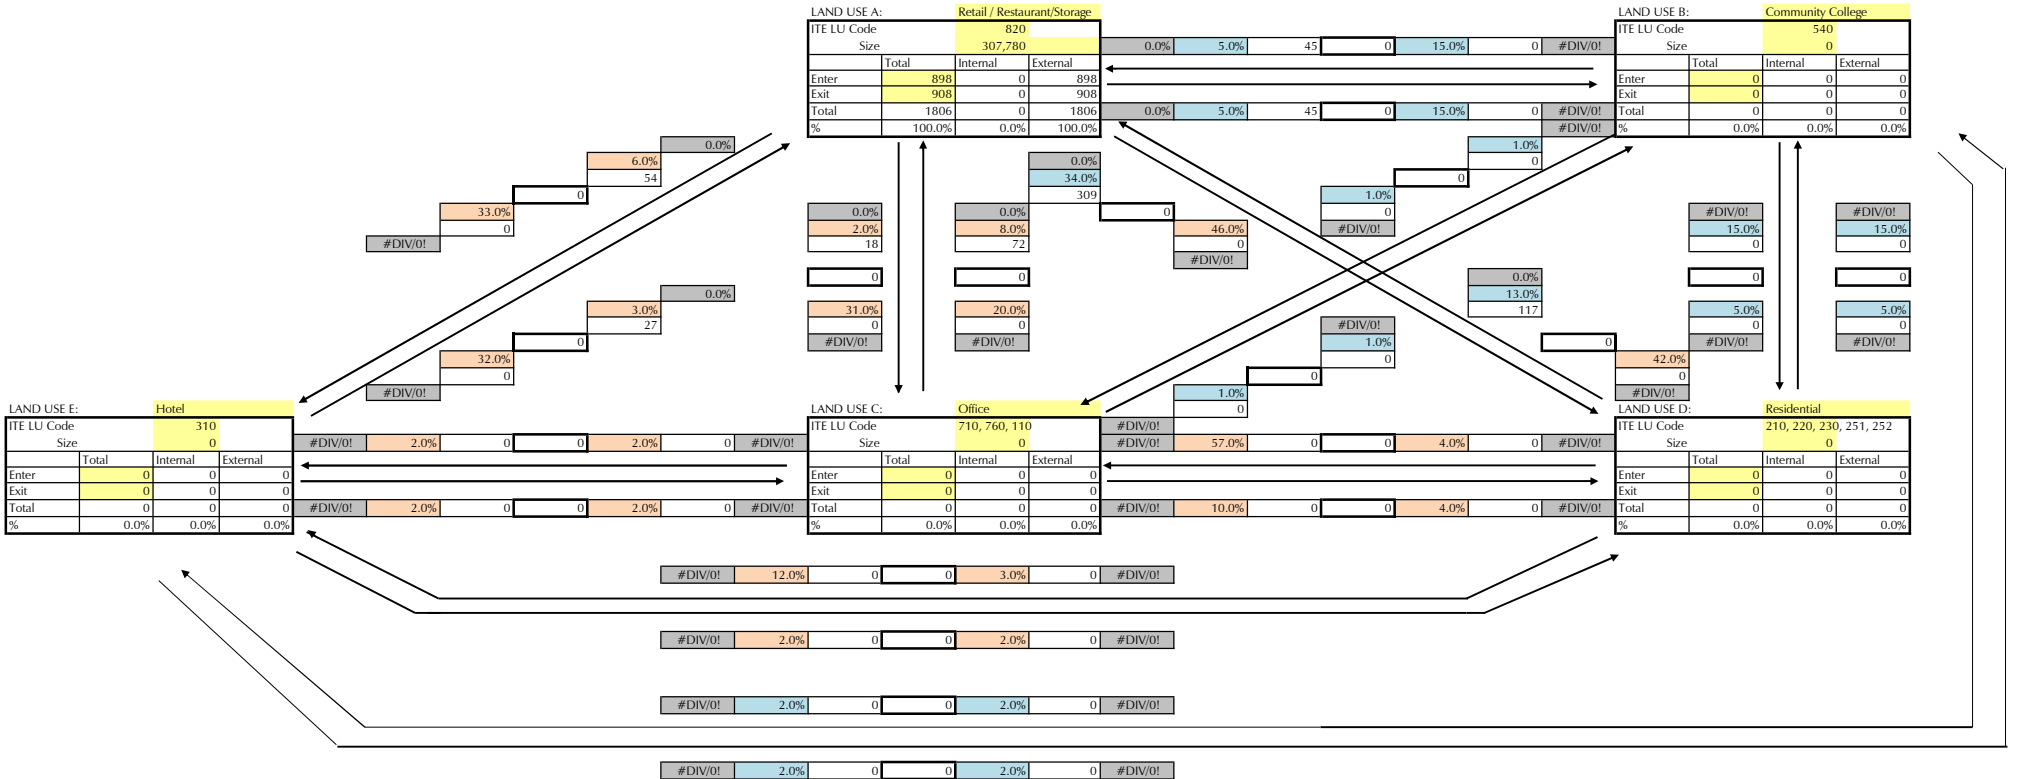 LAND USE A: Retail / Restaurant/Storage LAND USE B: Community College
ITE LU Code 820 ITE LU Code 540
Size 307,780 0.0% 5.0% 45 0 15.0% 0 #DIV/0! Size 0
Total Internal External Total Internal External
Enter 898 0 898 Enter 0 0 0
Exit 908 0 908 Exit 0 0 0
Total 1806 0 1806 0.0% 5.0% 45 0 15.0% 0 #DIV/0! Total 0 0 0
% 100.0% 0.0% 100.0% #DIV/0! % 0.0% 0.0% 0.0%
0.0% 1.0%
6.0% 0.0% 0
54 34.0% 0
0 309 1.0%
33.0% 0.0% 0.0% 0 0 #DIV/0! #DIV/0!
0 2.0% 8.0% 46.0% #DIV/0! 15.0% 15.0%
#DIV/0! 18 72 0 0 0
#DIV/0!
0 0 0.0% 0 0
0.0% 13.0%
3.0% 31.0% 20.0% 117 5.0% 5.0%
27 0 0 #DIV/0! 0 0
0 #DIV/0! #DIV/0! 1.0% 0 #DIV/0! #DIV/0!
32.0% 0 42.0%
0 0 0
#DIV/0! 1.0% #DIV/0!
LAND USE E: Hotel LAND USE C: Office 0 LAND USE D: Residential
ITE LU Code 310 ITE LU Code 710, 760, 110 #DIV/0! ITE LU Code 210, 220, 230, 251, 252
Size 0 #DIV/0! 2.0% 0 0 2.0% 0 #DIV/0! Size 0 #DIV/0! 57.0% 0 0 4.0% 0 #DIV/0! Size 0
Total Internal External Total Internal External Total Internal External
Enter 0 0 0 Enter 0 0 0 Enter 0 0 0
Exit 0 0 0 Exit 0 0 0 Exit 0 0 0
Total 0 0 0 #DIV/0! 2.0% 0 0 2.0% 0 #DIV/0! Total 0 0 0 #DIV/0! 10.0% 0 0 4.0% 0 #DIV/0! Total 0 0 0
% 0.0% 0.0% 0.0% % 0.0% 0.0% 0.0% % 0.0% 0.0% 0.0%
#DIV/0! 12.0% 0 0 3.0% 0 #DIV/0!
#DIV/0! 2.0% 0 0 2.0% 0 #DIV/0!
#DIV/0! 2.0% 0 0 2.0% 0 #DIV/0!
#DIV/0! 2.0% 0 0 2.0% 0 #DIV/0!